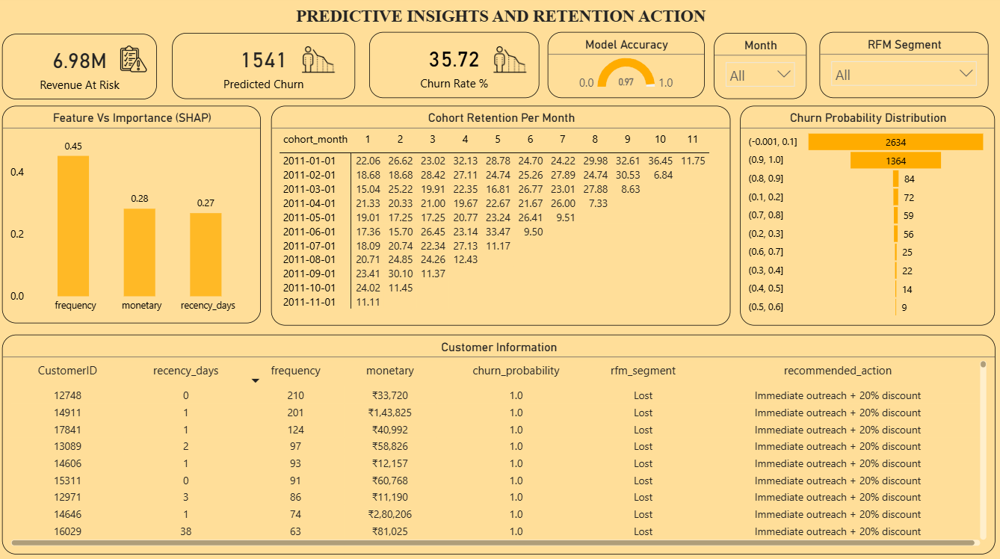 PREDICTIVE INSIGHTS AND RETENTION ACTION
6.98M
Revenue At Risk
1541
Predicted Churn
35.72
Churn Rate %
Model Accuracy
0.0 0.97 1.0
Month
All
RFM Segment
All
Feature Vs Importance (SHAP)
0.4
0.2
0.0
0.45
0.28
0.27
frequency monetary recency_days
Cohort Retention Per Month
cohort_month 1 2 3 4 5 6 7 8 9 10 11
2011-01-01 22.06 26.62 23.02 32.13 28.78 24.70 24.22 29.98 32.61 36.45 11.75
2011-02-01 18.68 18.68 28.42 27.11 24.74 25.26 27.89 24.74 30.53 6.84
2011-03-01 15.04 25.22 19.91 22.35 16.81 26.77 23.01 27.88 8.63
2011-04-01 21.33 20.33 21.00 19.67 22.67 21.67 26.00 7.33
2011-05-01 19.01 17.25 17.25 20.77 23.24 26.41 9.51
2011-06-01 17.36 15.70 26.45 23.14 33.47 9.50
2011-07-01 18.09 20.74 22.34 27.13 11.17
2011-08-01 20.71 24.85 24.26 12.43
2011-09-01 23.41 30.10 11.37
2011-10-01 24.02 11.45
2011-11-01 11.11
Churn Probability Distribution
(-0.001, 0.1] 2634
(0.9, 1.0] 1364
(0.8, 0.9] 84
(0.1, 0.2] 72
(0.7, 0.8] 59
(0.2, 0.3] 56
(0.6, 0.7] 25
(0.3, 0.4] 22
(0.4, 0.5] 14
(0.5, 0.6] 9
Customer Information
CustomerID recency_days frequency monetary churn_probability rfm_segment recommended_action
12748 0 210 ₹33,720 1.0 Lost Immediate outreach + 20% discount
14911 1 201 ₹1,43,825 1.0 Lost Immediate outreach + 20% discount
17841 1 124 ₹40,992 1.0 Lost Immediate outreach + 20% discount
13089 2 97 ₹58,826 1.0 Lost Immediate outreach + 20% discount
14606 1 93 ₹12,157 1.0 Lost Immediate outreach + 20% discount
15311 0 91 ₹60,768 1.0 Lost Immediate outreach + 20% discount
12971 3 86 ₹11,190 1.0 Lost Immediate outreach + 20% discount
14646 1 74 ₹2,80,206 1.0 Lost Immediate outreach + 20% discount
16029 38 63 ₹81,025 1.0 Lost Immediate outreach + 20% discount